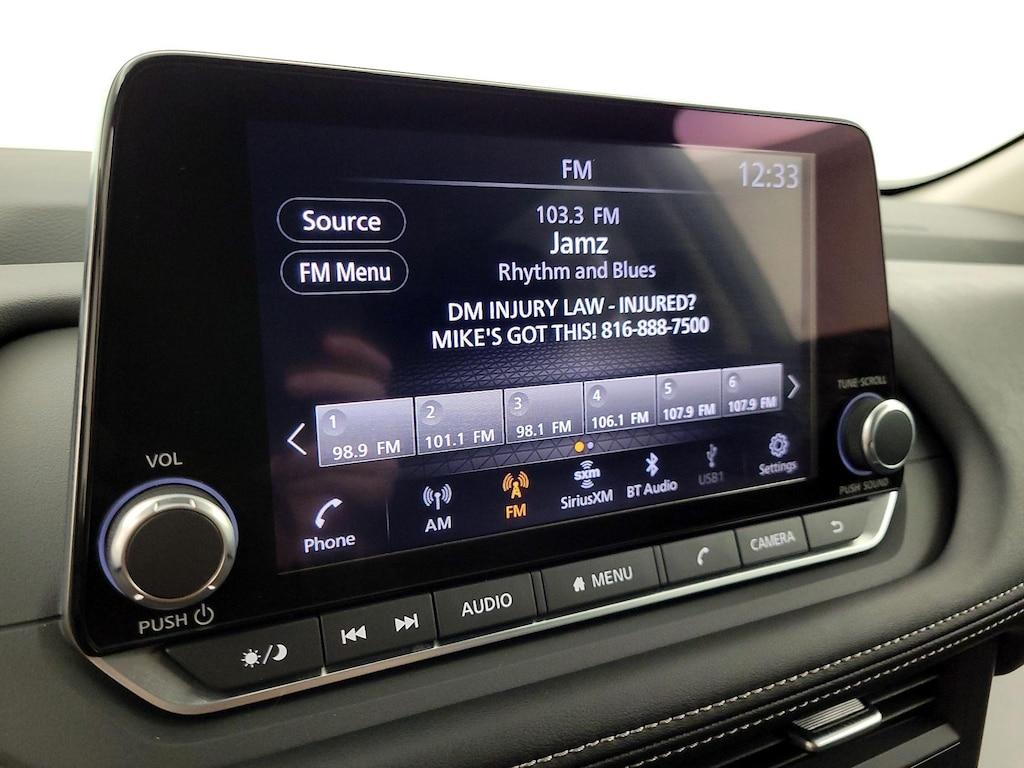 FM
12:33
Source
FM Menu
103.3 FM
Jamz
Rhythm and Blues
DM INJURY LAW - INJURED?
MIKE'S GOT THIS! 816-888-7500
1
98.9 FM
2
101.1 FM
3
98.1 FM
4
106.1 FM
5
107.9 FM
6
107.9 FM
Phone
AM
FM
sxm
SiriusXM
BT Audio
USB1
Settings
VOL
PUSH
TUNE·SCROLL
PUSH SOUND
AUDIO
MENU
CAMERA